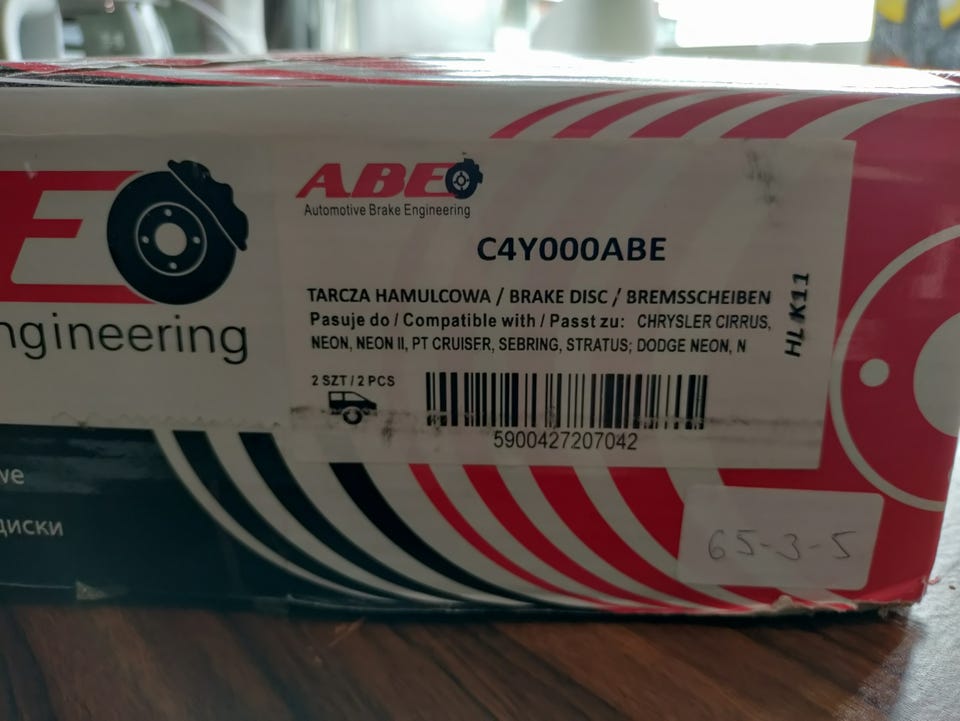 ABE
Automotive Brake Engineering
C4Y000ABE
TARCZA HAMULCOWA / BRAKE DISC / BREMSSCHEIBEN
Pasuje do / Compatible with / Passt zu: CHRYSLER CIRRUS,
NEON, NEON II, PT CRUISER, SEBRING, STRATUS; DODGE NEON, N
2 SZT / 2 PCS
5900427207042
HL K11
E
ngineering
we
диски
65-3-5